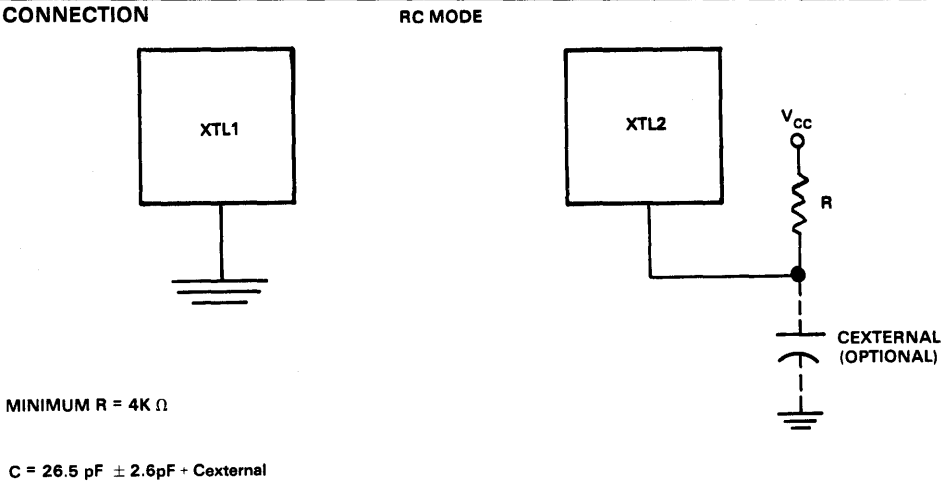 CONNECTION
RC MODE
XTL1
XTL2
VCC
R
CEXTERNAL
(OPTIONAL)
MINIMUM R = 4K Ω
C = 26.5 pF ± 2.6pF + Cexternal